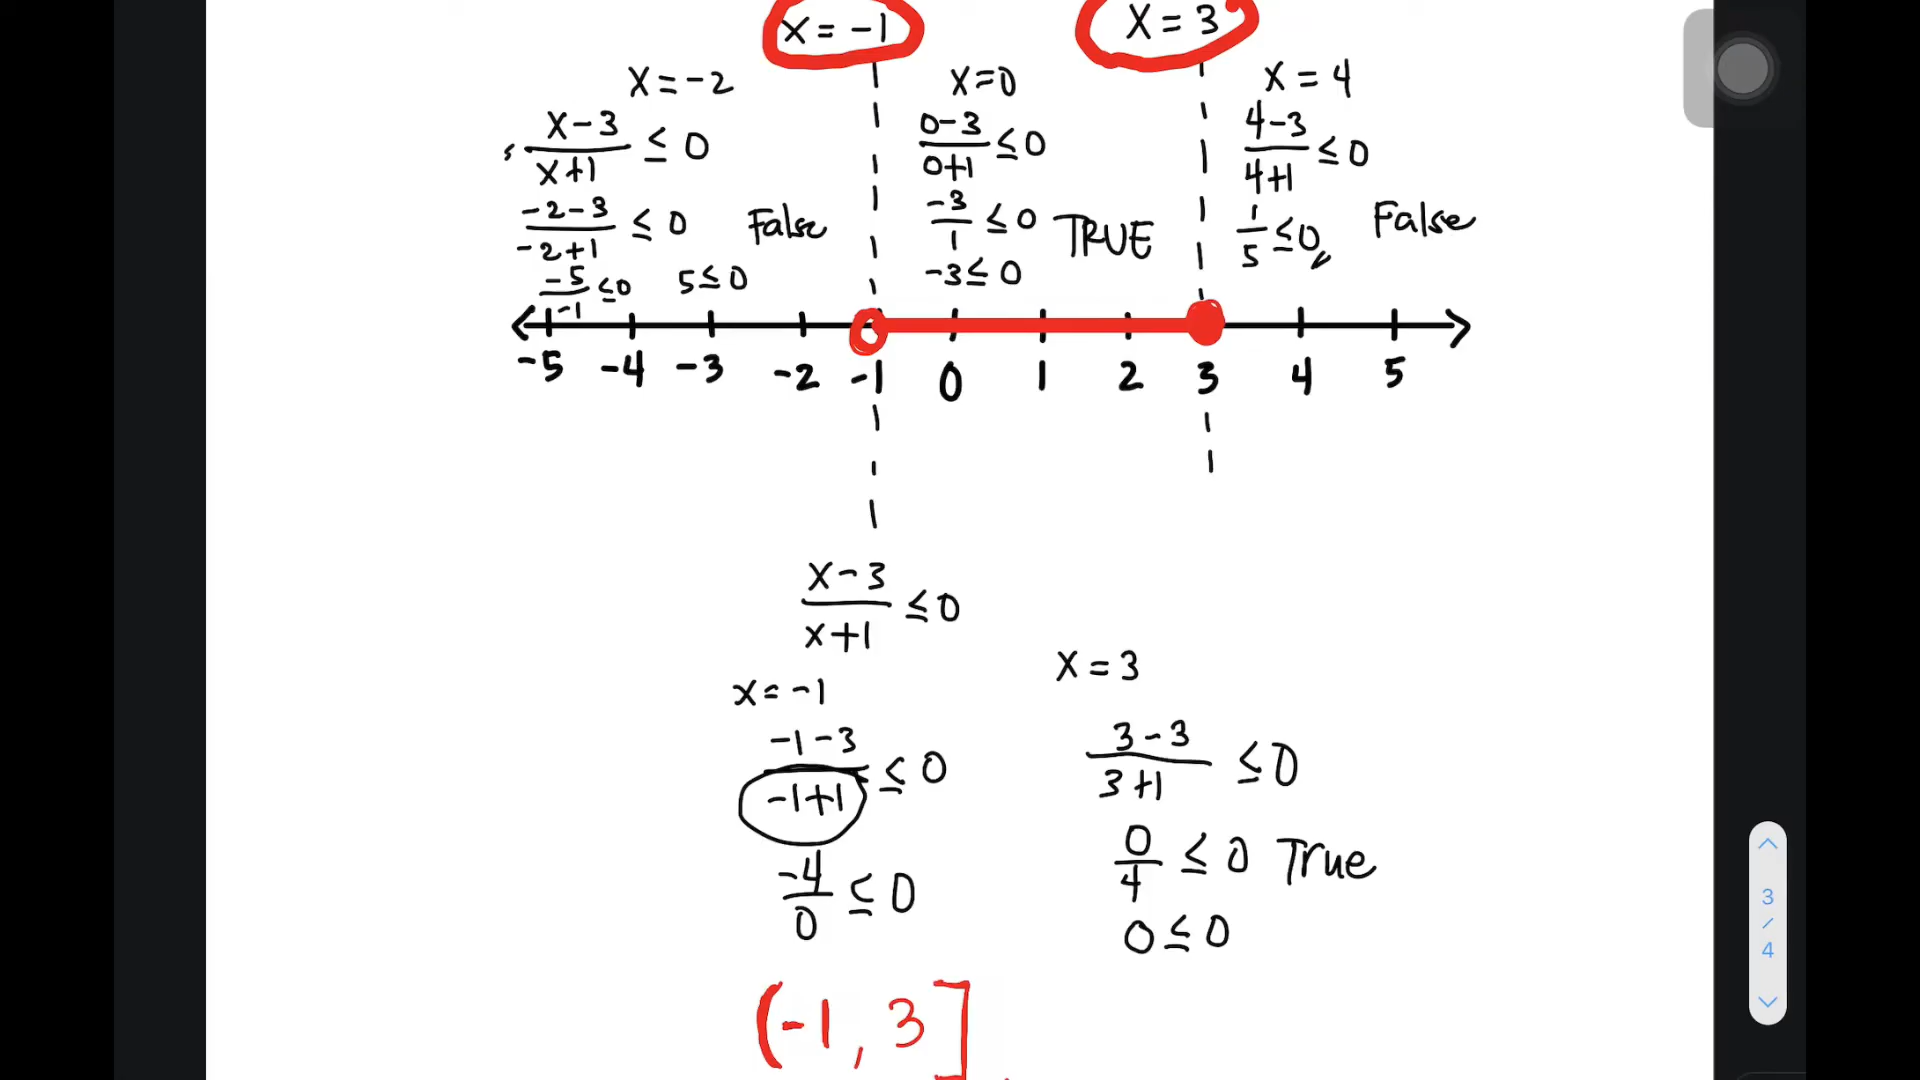 x = -1
x = 3
x = -2
x=0
x = 4
x-3/x+1 ≤ 0
0-3/0+1 ≤ 0
4-3/4+1 ≤ 0
-2-3/-2+1 ≤ 0 False
-3/1 ≤ 0 TRUE
1/5 ≤ 0 False
-5/-1 ≤ 0 5 ≤ 0
-3 ≤ 0
-5 -4 -3 -2 -1 0 1 2 3 4 5
x-3/x+1 ≤ 0
x = -1
-1-3/-1+1 ≤ 0
-4/0 ≤ 0
x = 3
3-3/3+1 ≤ 0
0/4 ≤ 0 True
0 ≤ 0
(-1, 3]
3
/
4